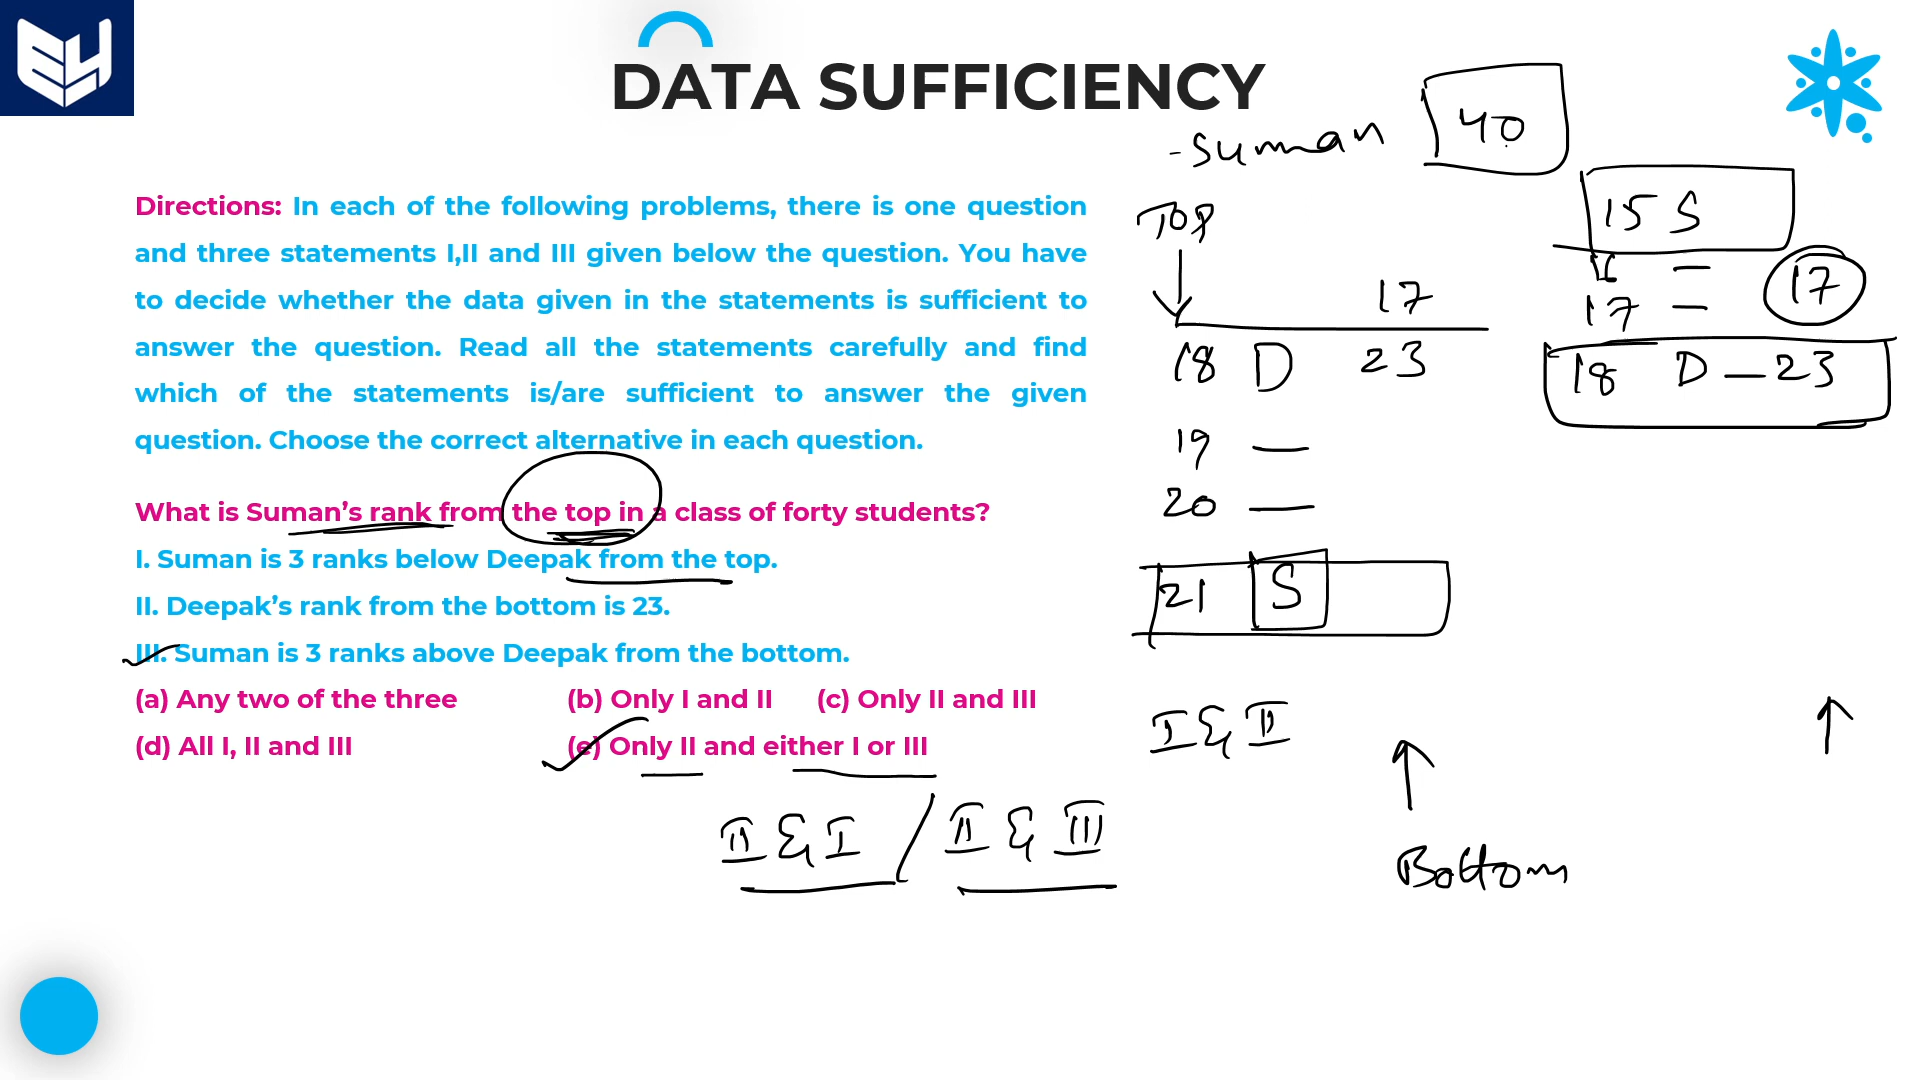 DATA SUFFICIENCY
-Suman 40
Directions: In each of the following problems, there is one question
and three statements I,II and III given below the question. You have
to decide whether the data given in the statements is sufficient to
answer the question. Read all the statements carefully and find
which of the statements is/are sufficient to answer the given
question. Choose the correct alternative in each question.
What is Suman’s rank from the top in a class of forty students?
I. Suman is 3 ranks below Deepak from the top.
II. Deepak’s rank from the bottom is 23.
III. Suman is 3 ranks above Deepak from the bottom.
(a) Any two of the three (b) Only I and II (c) Only II and III
(d) All I, II and III (e) Only II and either I or III
II & I / II & III
TOP
17
18 D 23
19 —
20 —
21 S
I & II
Bottom
15 S
16 —
17 — 17
18 D — 23